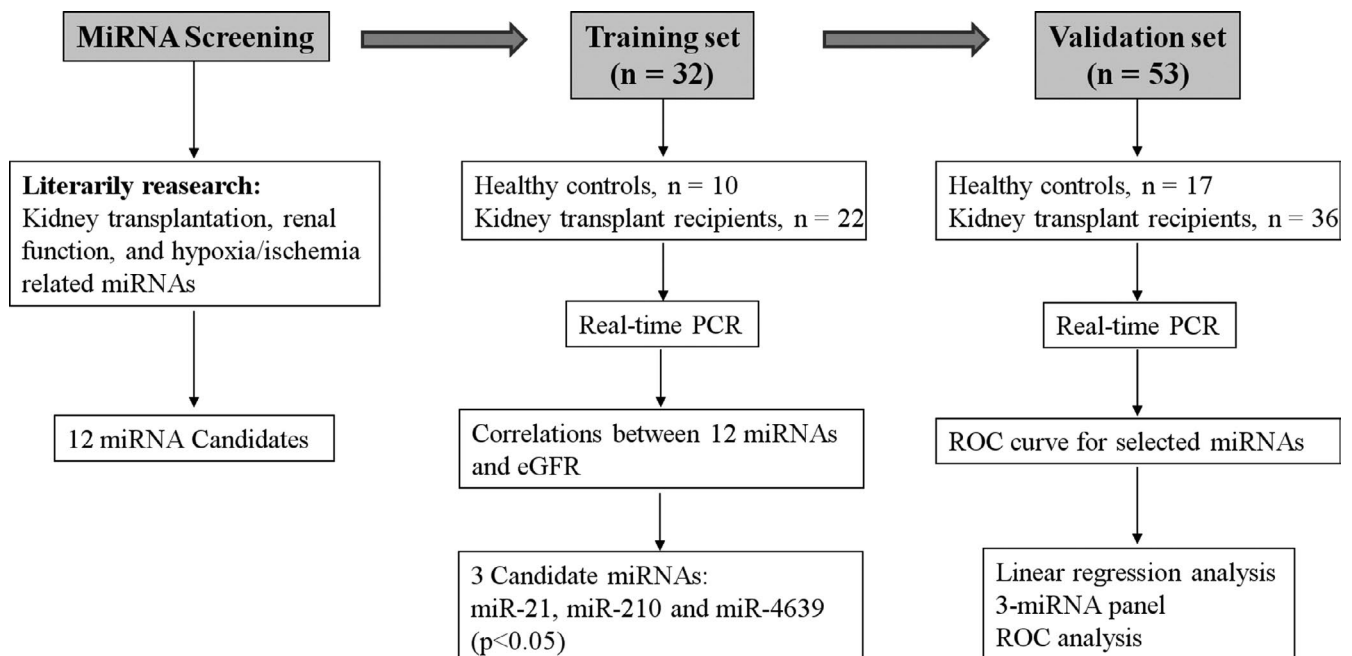 MiRNA Screening
Literarily reasearch:
Kidney transplantation, renal
function, and hypoxia/ischemia
related miRNAs
12 miRNA Candidates
Training set
(n = 32)
Healthy controls, n = 10
Kidney transplant recipients, n = 22
Real-time PCR
Correlations between 12 miRNAs
and eGFR
3 Candidate miRNAs:
miR-21, miR-210 and miR-4639
(p<0.05)
Validation set
(n = 53)
Healthy controls, n = 17
Kidney transplant recipients, n = 36
Real-time PCR
ROC curve for selected miRNAs
Linear regression analysis
3-miRNA panel
ROC analysis